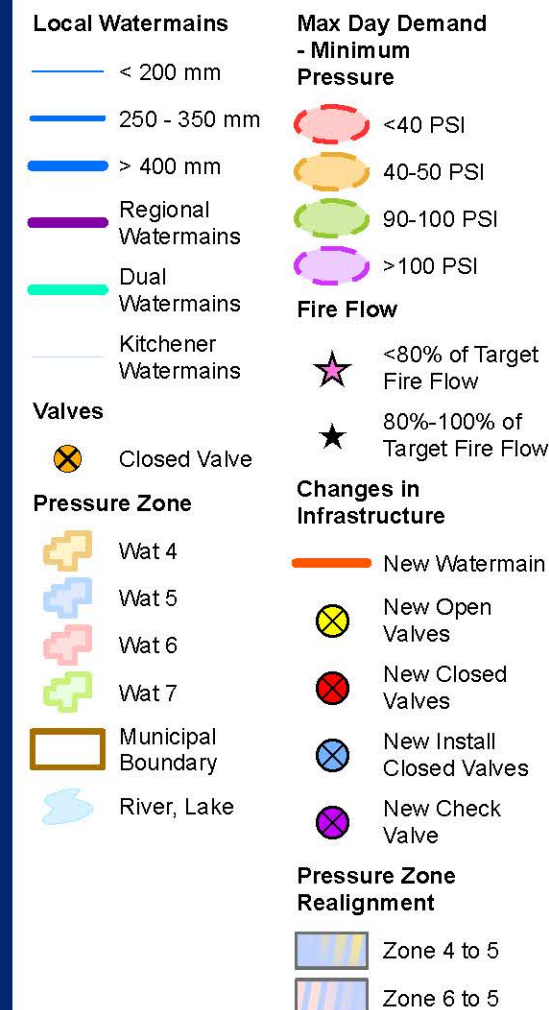 Local Watermains
< 200 mm
250 - 350 mm
> 400 mm
Regional
Watermains
Dual
Watermains
Kitchener
Watermains
Valves
Closed Valve
Pressure Zone
Wat 4
Wat 5
Wat 6
Wat 7
Municipal
Boundary
River, Lake
Max Day Demand
- Minimum
Pressure
<40 PSI
40-50 PSI
90-100 PSI
>100 PSI
Fire Flow
<80% of Target
Fire Flow
80%-100% of
Target Fire Flow
Changes in
Infrastructure
New Watermain
New Open
Valves
New Closed
Valves
New Install
Closed Valves
New Check
Valve
Pressure Zone
Realignment
Zone 4 to 5
Zone 6 to 5